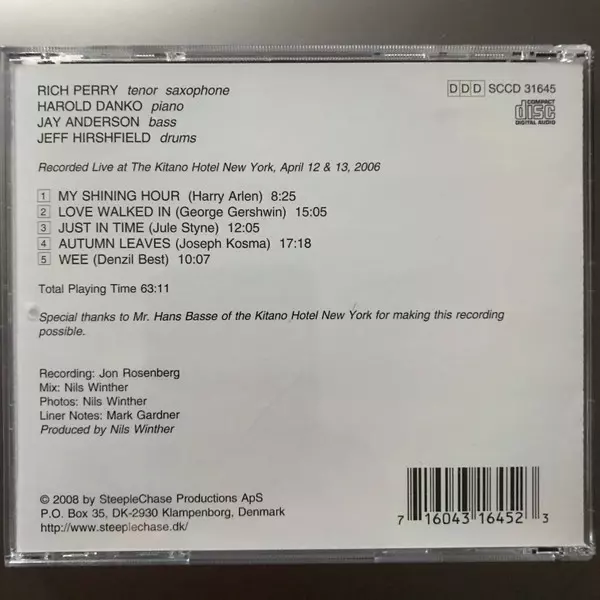 RICH PERRY tenor saxophone
HAROLD DANKO piano
JAY ANDERSON bass
JEFF HIRSHFIELD drums
DDD SCCD 31645
COMPACT
disc
DIGITAL AUDIO
Recorded Live at The Kitano Hotel New York, April 12 & 13, 2006
1 MY SHINING HOUR (Harry Arlen) 8:25
2 LOVE WALKED IN (George Gershwin) 15:05
3 JUST IN TIME (Jule Styne) 12:05
4 AUTUMN LEAVES (Joseph Kosma) 17:18
5 WEE (Denzil Best) 10:07
Total Playing Time 63:11
Special thanks to Mr. Hans Basse of the Kitano Hotel New York for making this recording
possible.
Recording: Jon Rosenberg
Mix: Nils Winther
Photos: Nils Winther
Liner Notes: Mark Gardner
Produced by Nils Winther
© 2008 by SteepleChase Productions ApS
P.O. Box 35, DK-2930 Klampenborg, Denmark
http://www.steeplechase.dk/
7 16043 16452 3